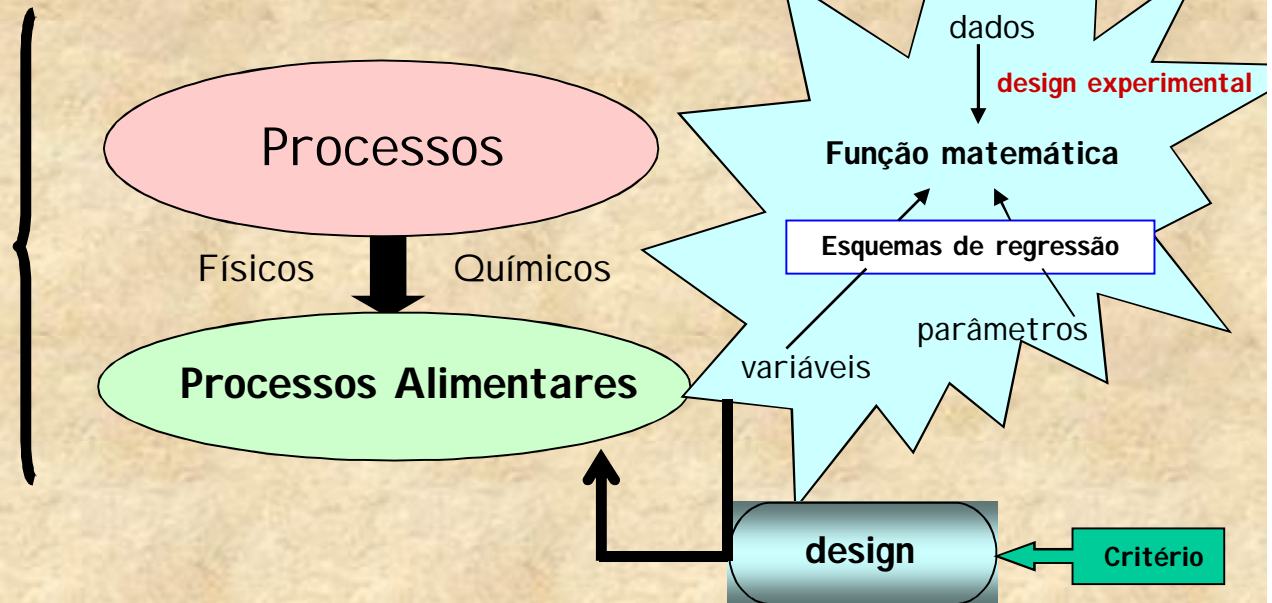 Processos
Físicos
Químicos
Processos Alimentares
dados
design experimental
Função matemática
Esquemas de regressão
parâmetros
variáveis
design
Critério